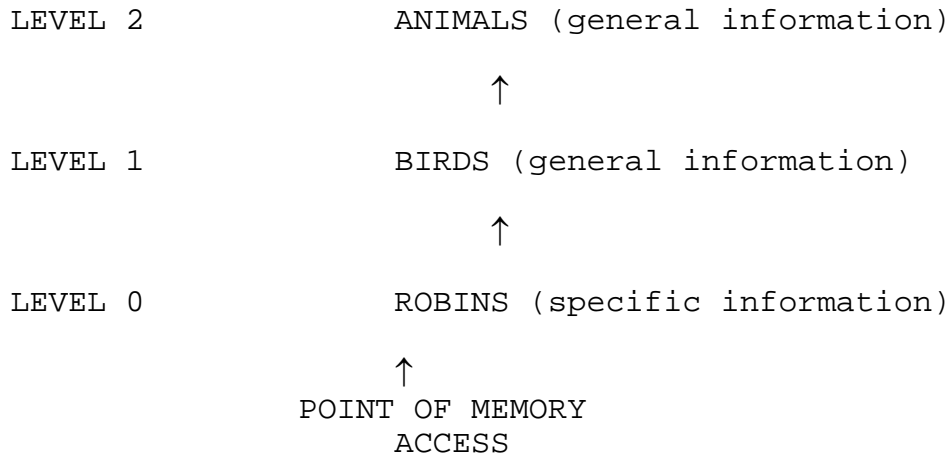 LEVEL 2 ANIMALS (general information)
↑
LEVEL 1 BIRDS (general information)
↑
LEVEL 0 ROBINS (specific information)
↑
POINT OF MEMORY
ACCESS